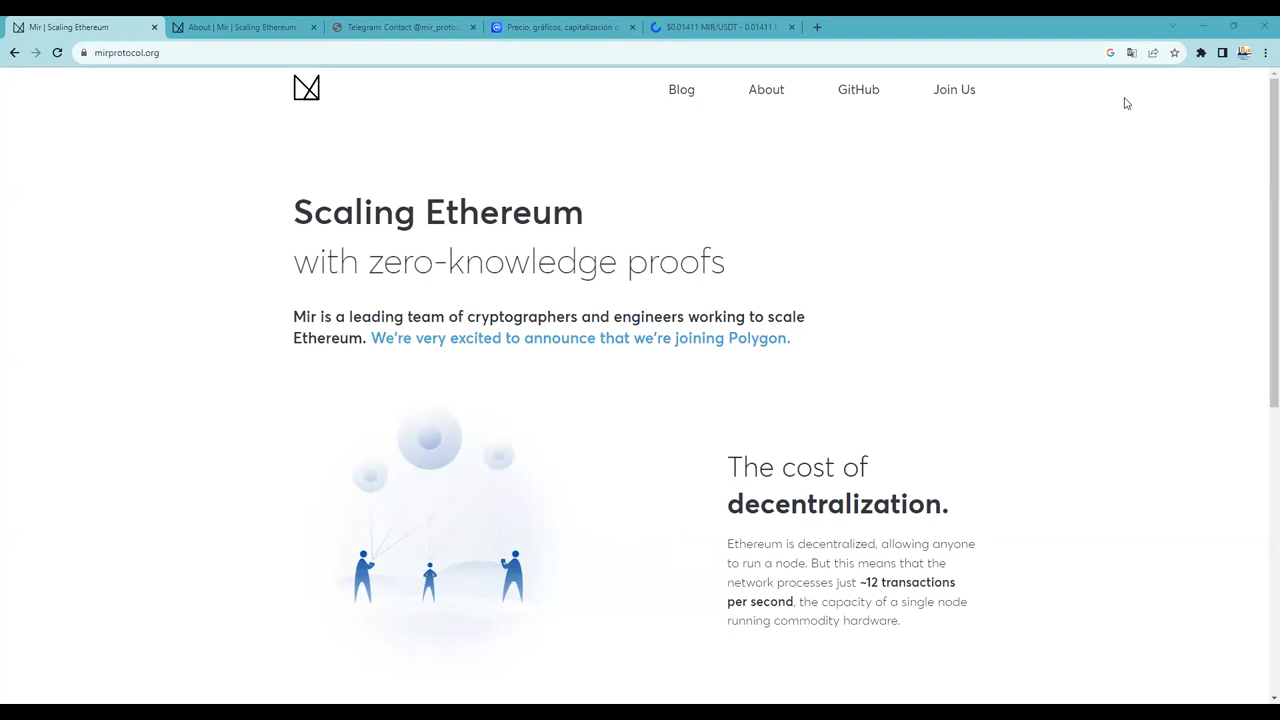 Mir | Scaling Ethereum
About | Mir | Scaling Ethereum
Telegram: Contact @mir_proto
Precio, gráficos, capitalización d
$0.01411 MIR/USDT - 0.01411
mirprotocol.org
Blog About GitHub Join Us
Scaling Ethereum
with zero-knowledge proofs
Mir is a leading team of cryptographers and engineers working to scale
Ethereum. We're very excited to announce that we're joining Polygon.
The cost of
decentralization.
Ethereum is decentralized, allowing anyone
to run a node. But this means that the
network processes just ~12 transactions
per second, the capacity of a single node
running commodity hardware.